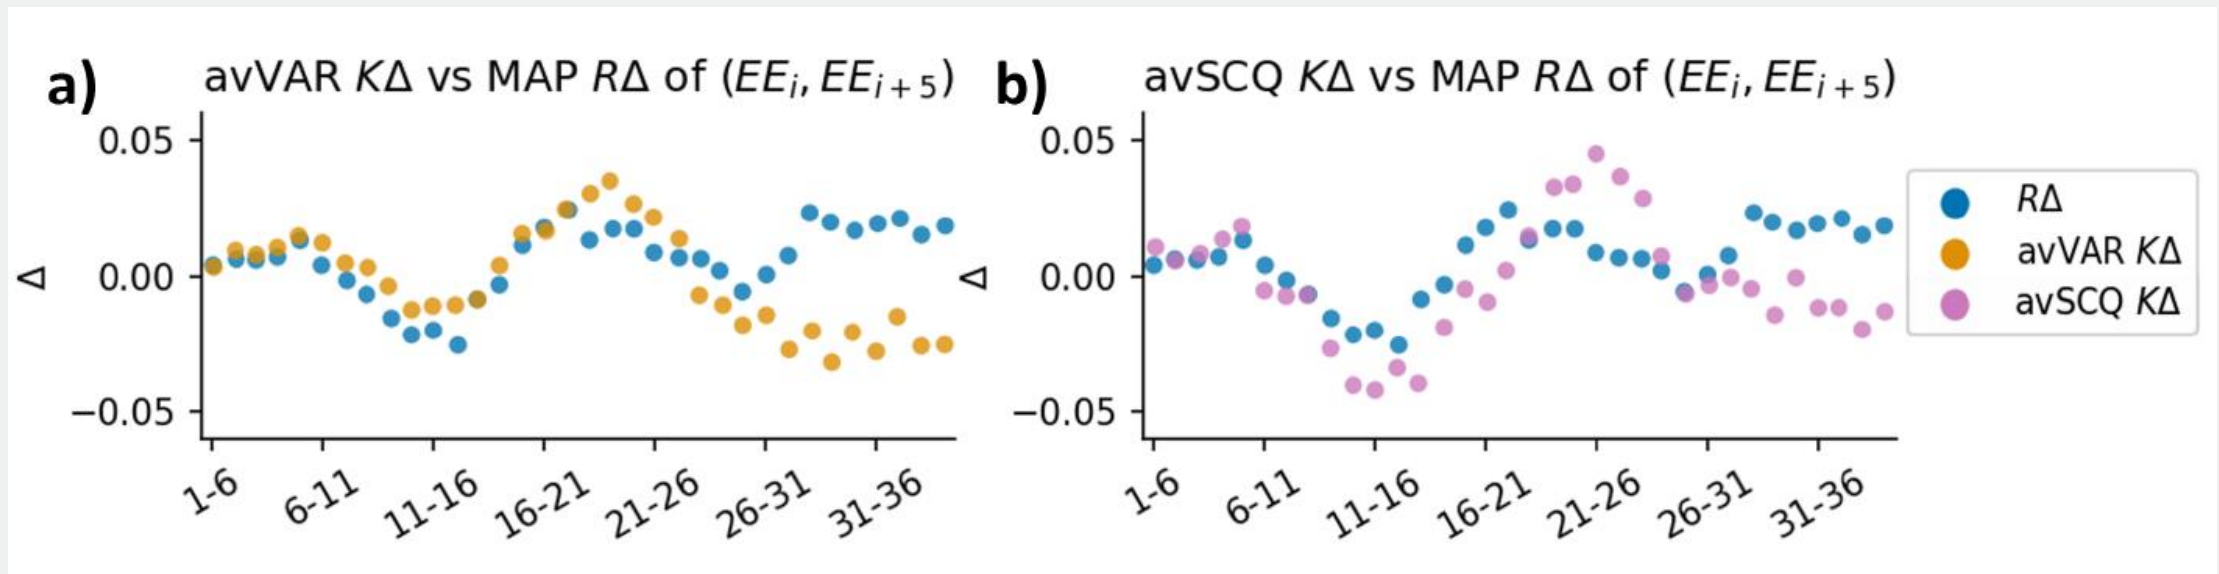 a)
avVAR KΔ vs MAP RΔ of (EEᵢ, EEᵢ₊₅)
0.05
0.00
−0.05
Δ
1-6
6-11
11-16
16-21
21-26
26-31
31-36
b)
avSCQ KΔ vs MAP RΔ of (EEᵢ, EEᵢ₊₅)
0.05
0.00
−0.05
Δ
1-6
6-11
11-16
16-21
21-26
26-31
31-36
RΔ
avVAR KΔ
avSCQ KΔ